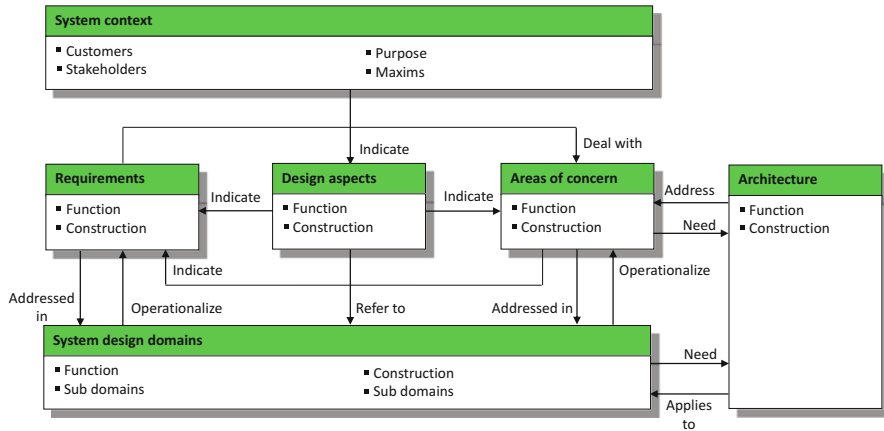 System context
▪ Customers
▪ Stakeholders
▪ Purpose
▪ Maxims
Indicate
Deal with
Requirements
▪ Function
▪ Construction
Indicate
Design aspects
▪ Function
▪ Construction
Indicate
Areas of concern
▪ Function
▪ Construction
Address
Need
Architecture
▪ Function
▪ Construction
Indicate
Addressed
in
Operationalize
Refer to
Addressed in
Operationalize
System design domains
▪ Function
▪ Sub domains
▪ Construction
▪ Sub domains
Need
Applies
to